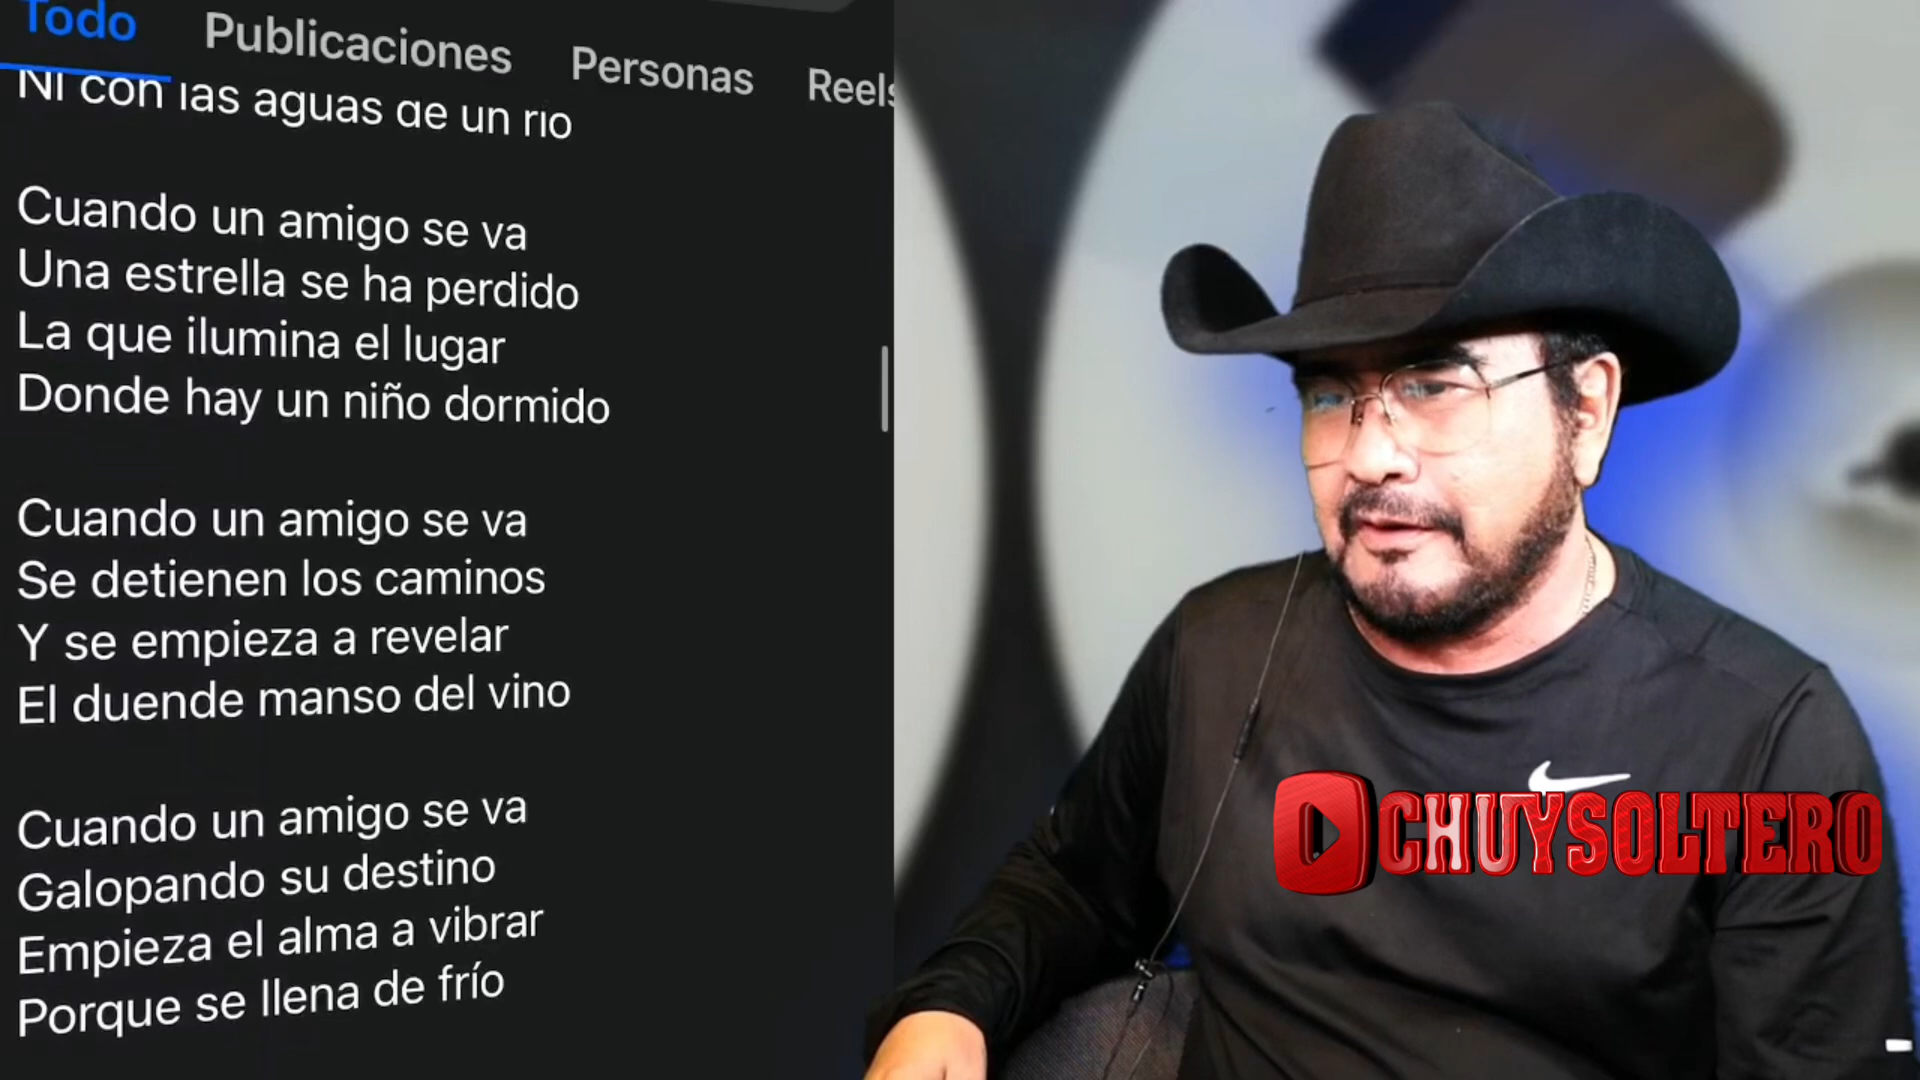 Todo Publicaciones Personas Reels
Ni con las aguas de un río
Cuando un amigo se va
Una estrella se ha perdido
La que ilumina el lugar
Donde hay un niño dormido
Cuando un amigo se va
Se detienen los caminos
Y se empieza a revelar
El duende manso del vino
Cuando un amigo se va
Galopando su destino
Empieza el alma a vibrar
Porque se llena de frío
CHUYSOLTERO